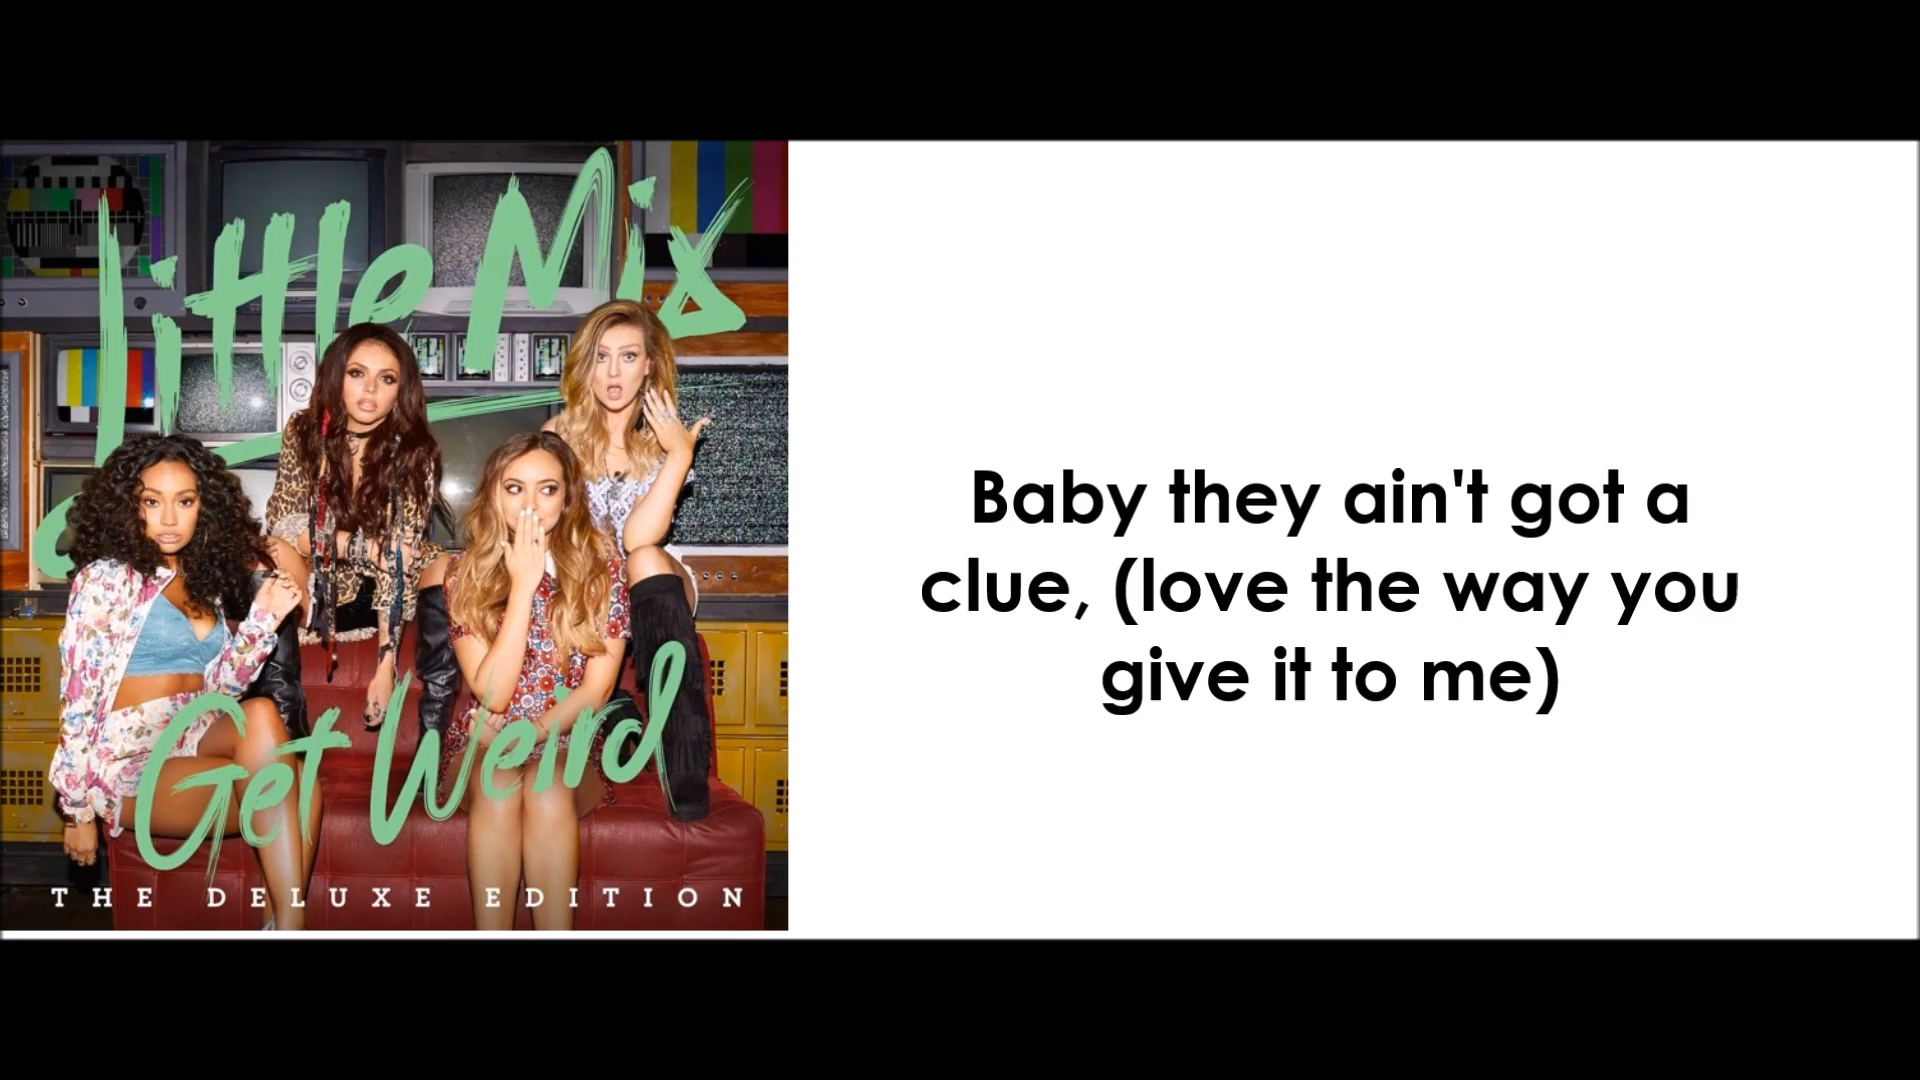 Little Mix
Get Weird
THE DELUXE EDITION
Baby they ain't got a
clue, (love the way you
give it to me)